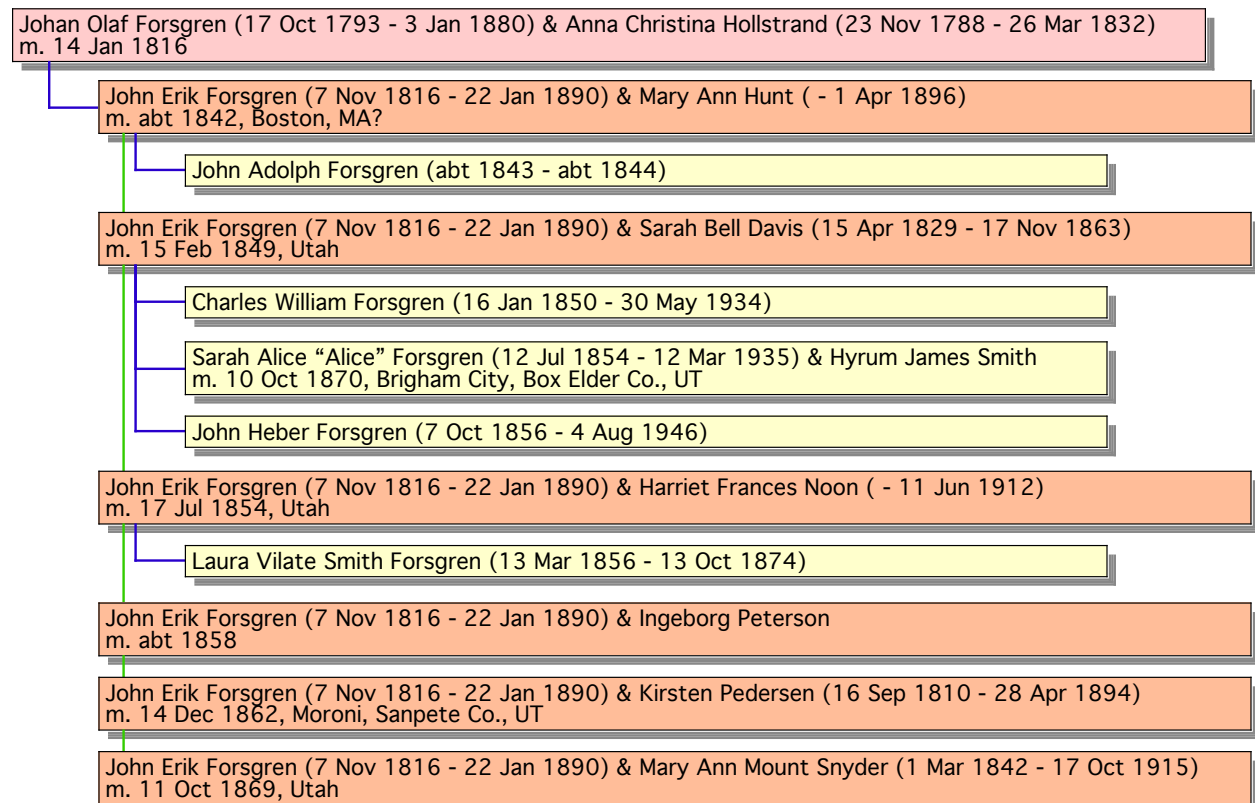 Johan Olaf Forsgren (17 Oct 1793 - 3 Jan 1880) & Anna Christina Hollstrand (23 Nov 1788 - 26 Mar 1832)
m. 14 Jan 1816
John Erik Forsgren (7 Nov 1816 - 22 Jan 1890) & Mary Ann Hunt ( - 1 Apr 1896)
m. abt 1842, Boston, MA?
John Adolph Forsgren (abt 1843 - abt 1844)
John Erik Forsgren (7 Nov 1816 - 22 Jan 1890) & Sarah Bell Davis (15 Apr 1829 - 17 Nov 1863)
m. 15 Feb 1849, Utah
Charles William Forsgren (16 Jan 1850 - 30 May 1934)
Sarah Alice “Alice” Forsgren (12 Jul 1854 - 12 Mar 1935) & Hyrum James Smith
m. 10 Oct 1870, Brigham City, Box Elder Co., UT
John Heber Forsgren (7 Oct 1856 - 4 Aug 1946)
John Erik Forsgren (7 Nov 1816 - 22 Jan 1890) & Harriet Frances Noon ( - 11 Jun 1912)
m. 17 Jul 1854, Utah
Laura Vilate Smith Forsgren (13 Mar 1856 - 13 Oct 1874)
John Erik Forsgren (7 Nov 1816 - 22 Jan 1890) & Ingeborg Peterson
m. abt 1858
John Erik Forsgren (7 Nov 1816 - 22 Jan 1890) & Kirsten Pedersen (16 Sep 1810 - 28 Apr 1894)
m. 14 Dec 1862, Moroni, Sanpete Co., UT
John Erik Forsgren (7 Nov 1816 - 22 Jan 1890) & Mary Ann Mount Snyder (1 Mar 1842 - 17 Oct 1915)
m. 11 Oct 1869, Utah